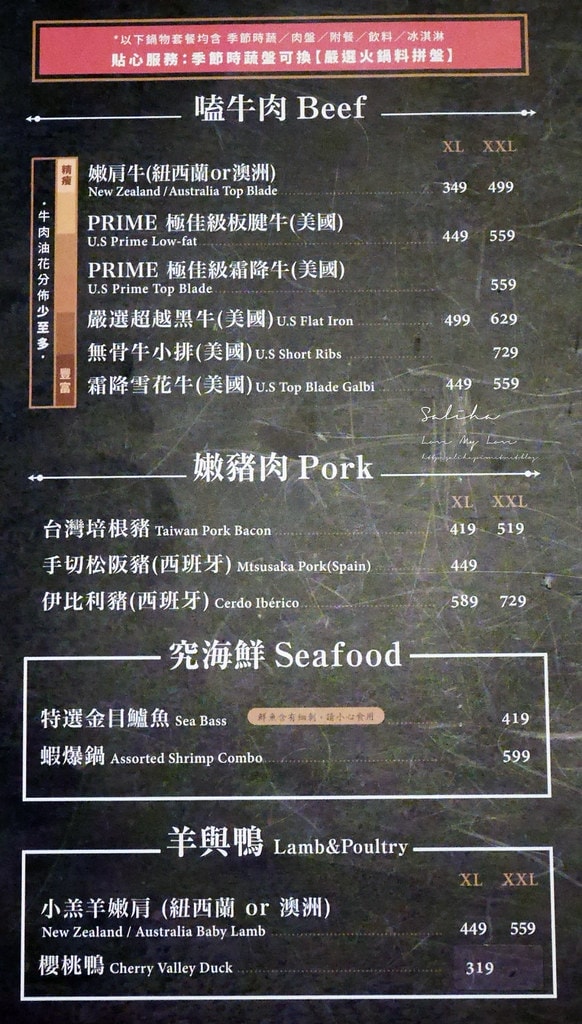 *以下鍋物套餐均含 季節時蔬／肉盤／附餐／飲料／冰淇淋
貼心服務：季節時蔬盤可換【嚴選火鍋料拼盤】
嗑牛肉 Beef
XL XXL
・牛肉油花分佈少至多・
精瘦
豐富
嫩肩牛(紐西蘭or澳洲)
New Zealand / Australia Top Blade 349 499
PRIME 極佳級板腱牛(美國)
U.S Prime Low-fat 449 559
PRIME 極佳級霜降牛(美國)
U.S Prime Top Blade 559
嚴選超越黑牛(美國) U.S Flat Iron 499 629
無骨牛小排(美國) U.S Short Ribs 729
霜降雪花牛(美國) U.S Top Blade Galbi 449 559
Saliha
嫩豬肉 Pork
XL XXL
台灣培根豬 Taiwan Pork Bacon 419 519
手切松阪豬(西班牙) Mtsusaka Pork(Spain) 449
伊比利豬(西班牙) Cerdo Ibérico 589 729
究海鮮 Seafood
特選金目鱸魚 Sea Bass 鮮魚含有細刺，請小心食用 419
蝦爆鍋 Assorted Shrimp Combo 599
羊與鴨 Lamb&Poultry
XL XXL
小羔羊嫩肩 (紐西蘭 or 澳洲)
New Zealand / Australia Baby Lamb 449 559
櫻桃鴨 Cherry Valley Duck 319